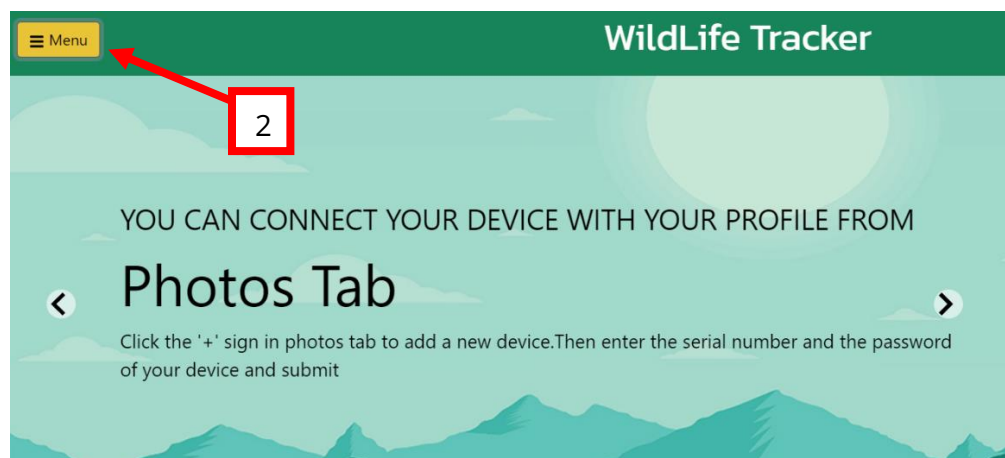 Menu
WildLife Tracker
2
YOU CAN CONNECT YOUR DEVICE WITH YOUR PROFILE FROM
Photos Tab
Click the '+' sign in photos tab to add a new device.Then enter the serial number and the password
of your device and submit